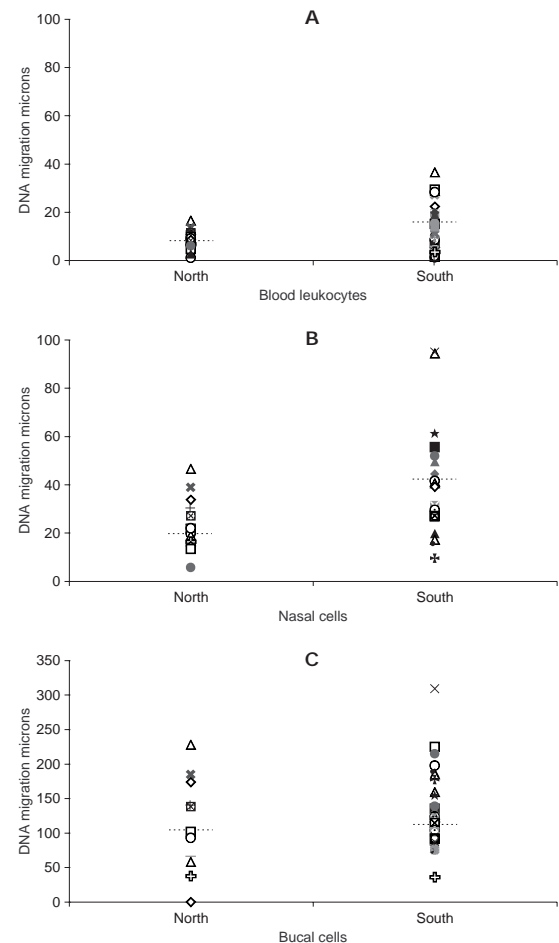 A
DNA migration microns
100
80
60
40
20
0
North
South
Blood leukocytes
B
DNA migration microns
100
80
60
40
20
0
North
South
Nasal cells
C
DNA migration microns
350
300
250
200
150
100
50
0
North
South
Bucal cells